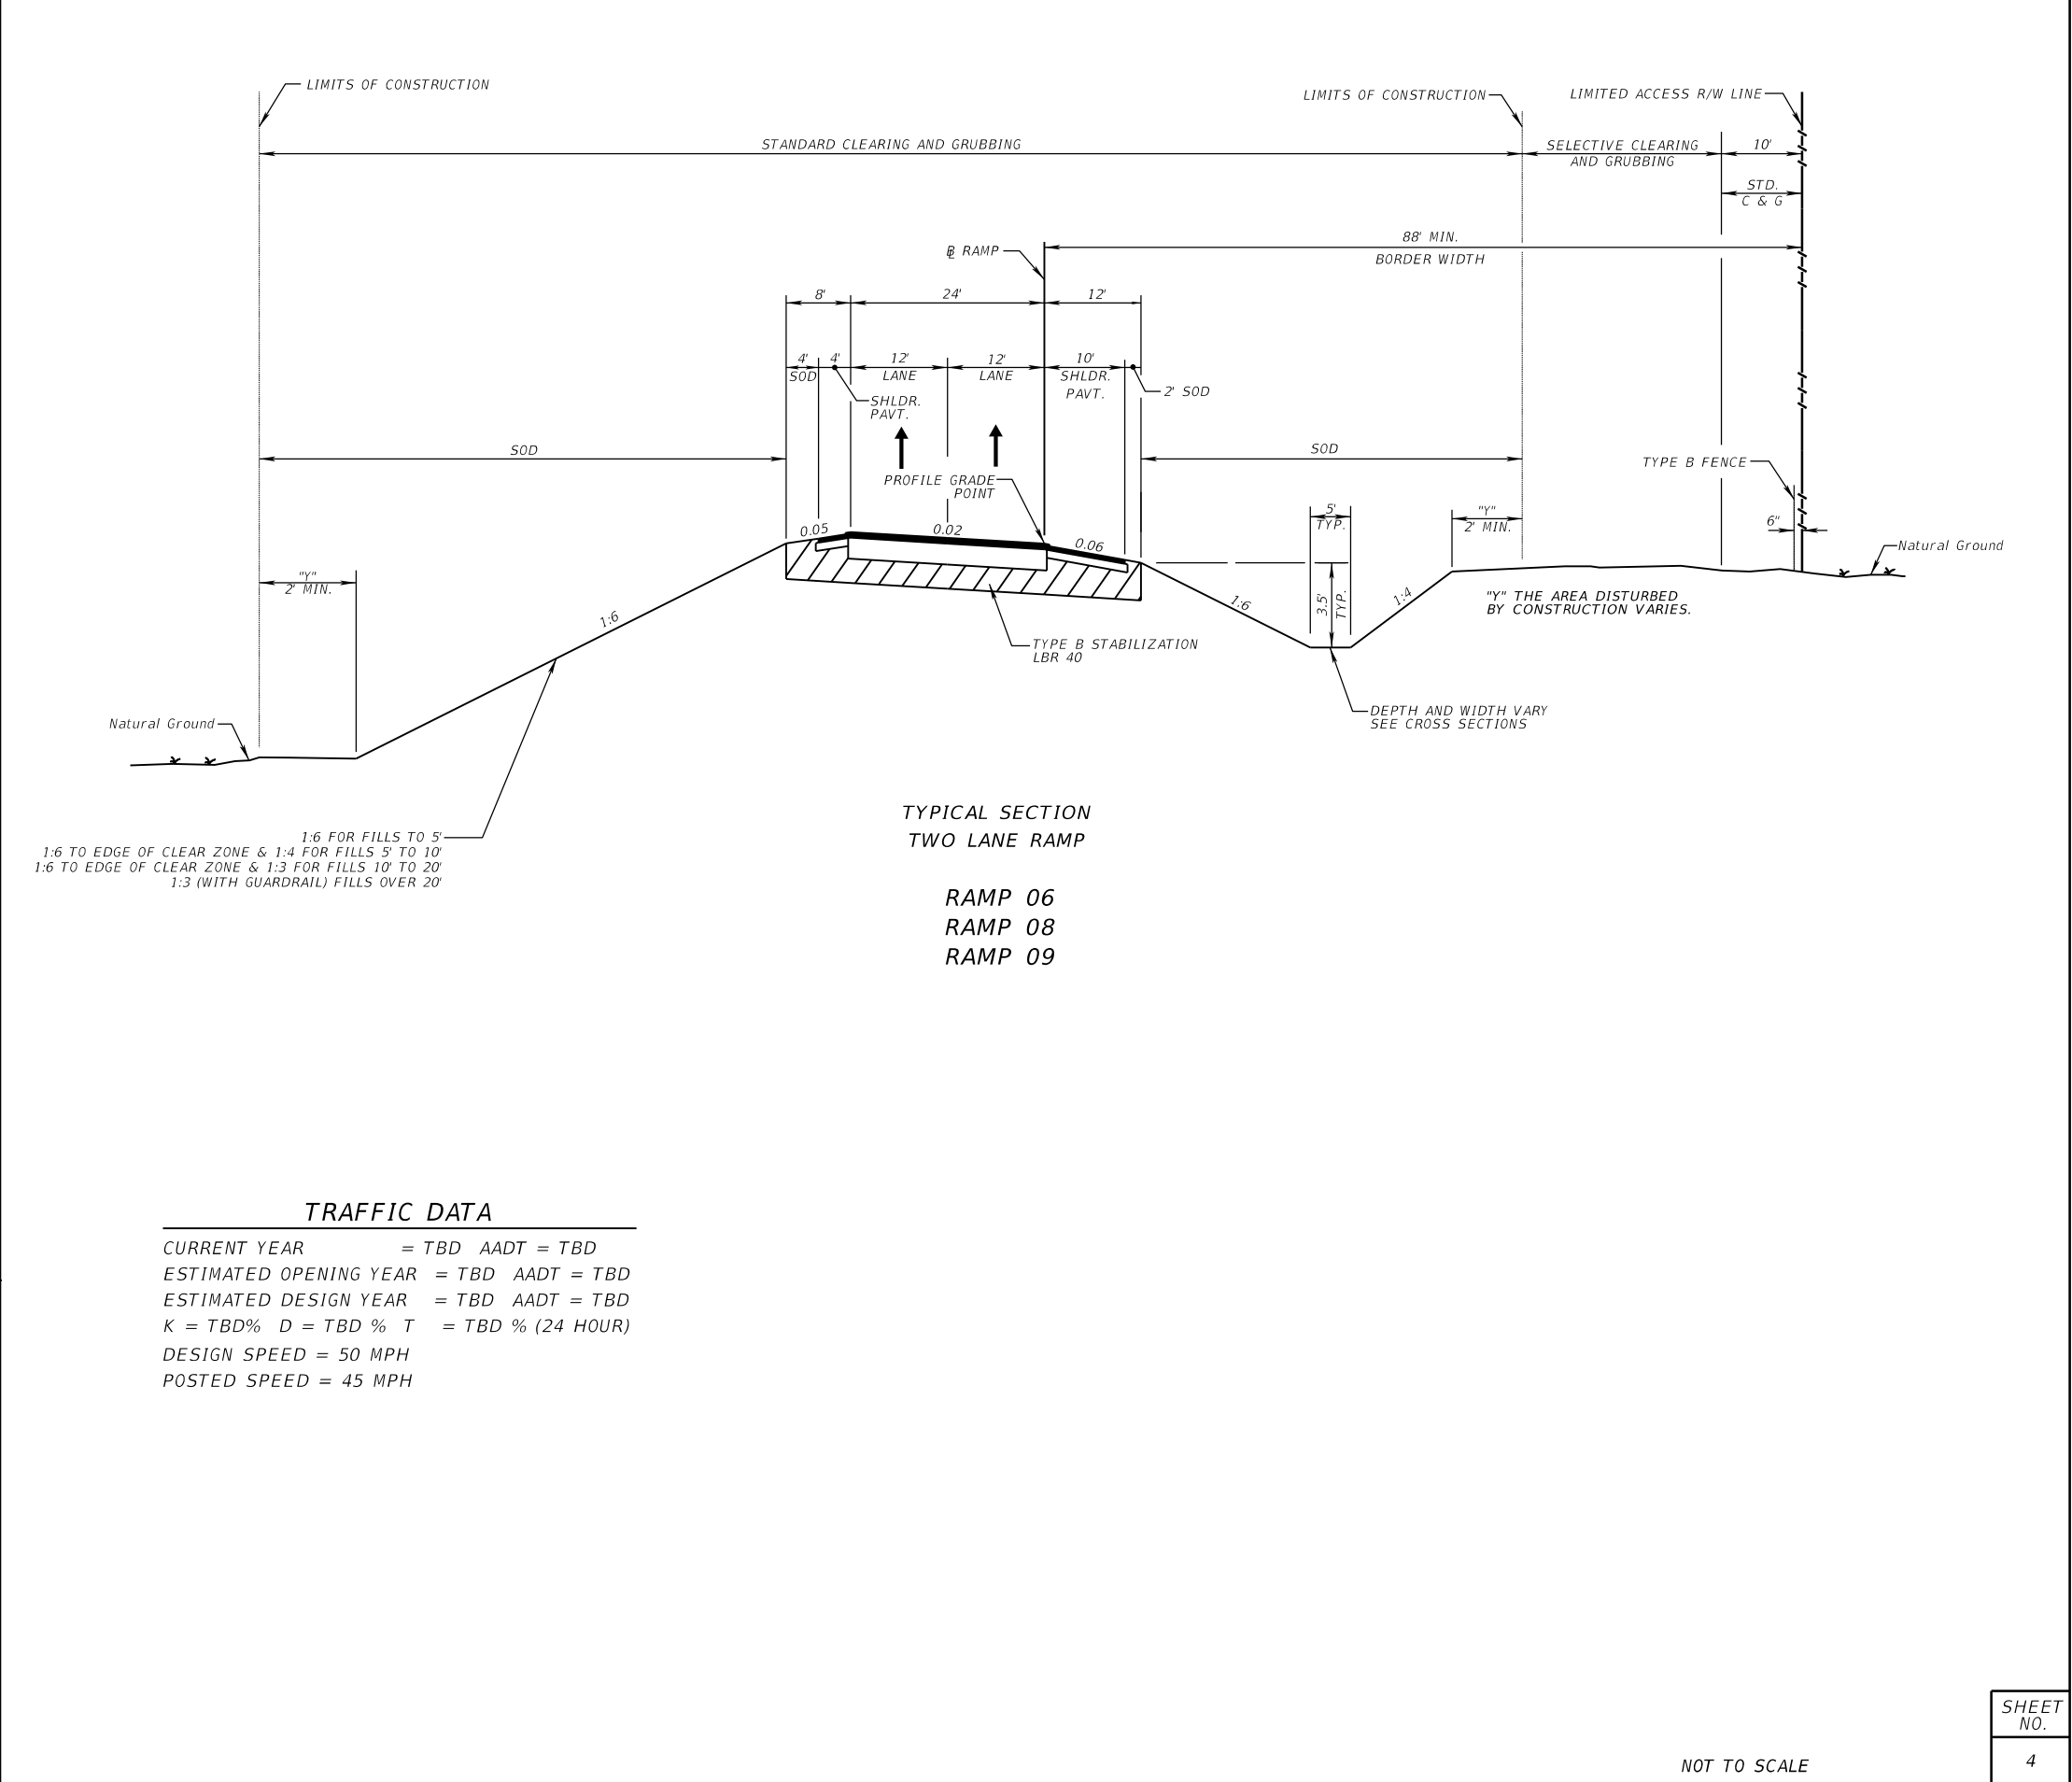 LIMITS OF CONSTRUCTION
LIMITS OF CONSTRUCTION
LIMITED ACCESS R/W LINE
STANDARD CLEARING AND GRUBBING
SELECTIVE CLEARING
AND GRUBBING
10'
STD.
C & G
88' MIN.
BORDER WIDTH
RAMP
8'
24'
12'
4'
SOD
4'
12'
LANE
12'
LANE
10'
SHLDR.
PAVT.
2' SOD
SHLDR.
PAVT.
SOD
SOD
TYPE B FENCE
PROFILE GRADE
POINT
5'
TYP.
"Y"
2' MIN.
6"
0.05
0.02
0.06
Natural Ground
"Y"
2' MIN.
1:6
1:6
3.5'
TYP.
1:4
"Y" THE AREA DISTURBED
BY CONSTRUCTION VARIES.
TYPE B STABILIZATION
LBR 40
DEPTH AND WIDTH VARY
SEE CROSS SECTIONS
Natural Ground
1:6 FOR FILLS TO 5'
1:6 TO EDGE OF CLEAR ZONE & 1:4 FOR FILLS 5' TO 10'
1:6 TO EDGE OF CLEAR ZONE & 1:3 FOR FILLS 10' TO 20'
1:3 (WITH GUARDRAIL) FILLS OVER 20'
TYPICAL SECTION
TWO LANE RAMP
RAMP 06
RAMP 08
RAMP 09
TRAFFIC DATA
CURRENT YEAR = TBD AADT = TBD
ESTIMATED OPENING YEAR = TBD AADT = TBD
ESTIMATED DESIGN YEAR = TBD AADT = TBD
K = TBD% D = TBD % T = TBD % (24 HOUR)
DESIGN SPEED = 50 MPH
POSTED SPEED = 45 MPH
SHEET
NO.
4
NOT TO SCALE